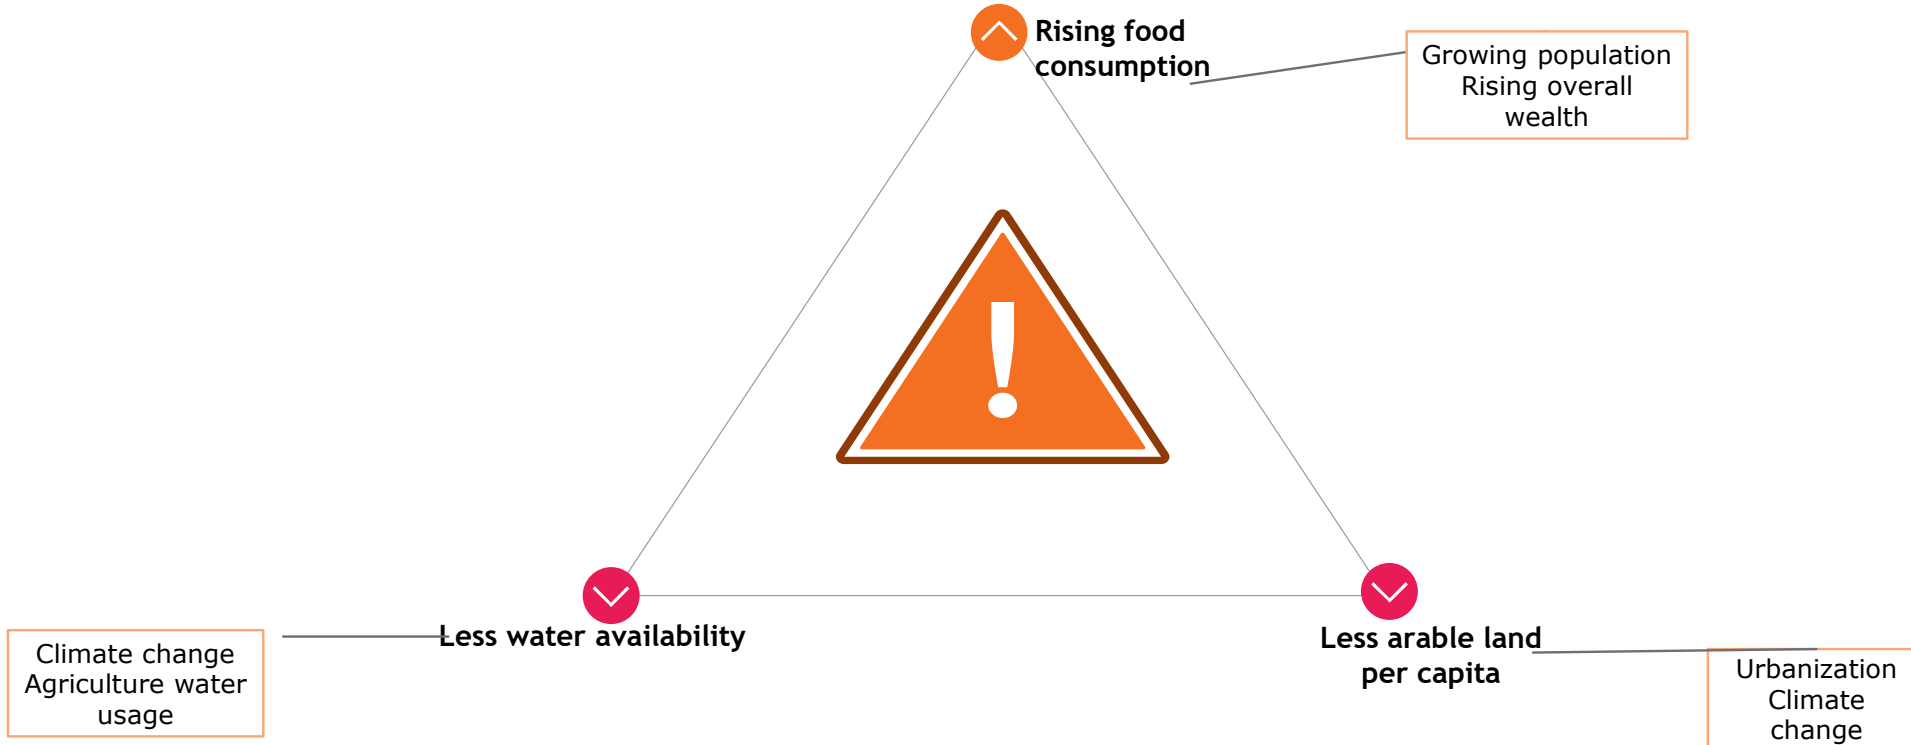 Rising food
consumption
Growing population
Rising overall
wealth
Less water availability
Climate change
Agriculture water
usage
Less arable land
per capita
Urbanization
Climate
change